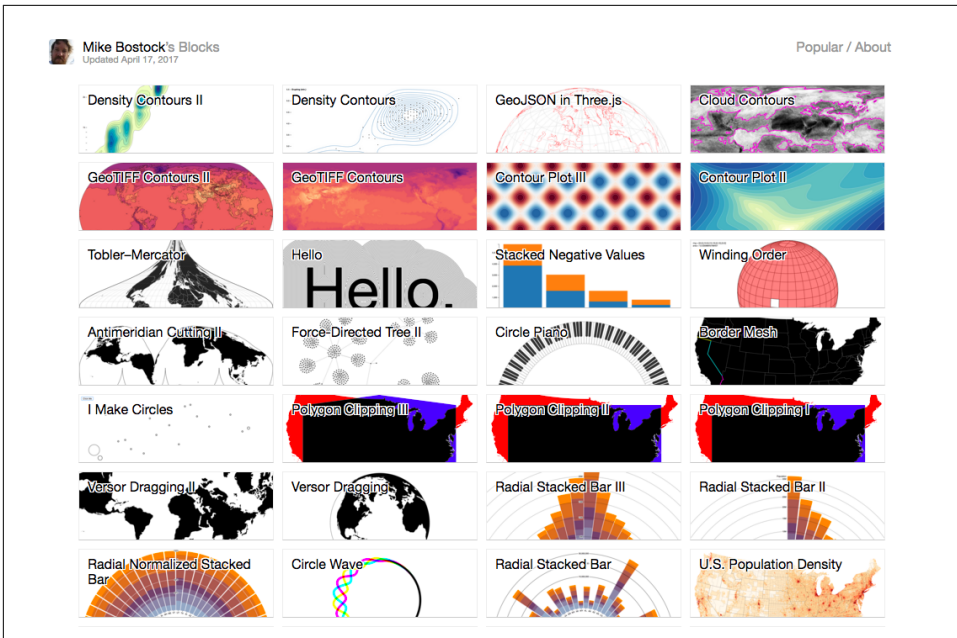 Mike Bostock's Blocks
Popular / About
Updated April 17, 2017
Density Contours II
Density Contours
GeoJSON in Three.js
Cloud Contours
GeoTIFF Contours II
GeoTIFF Contours
Contour Plot III
Contour Plot II
Tobler–Mercator
Hello
Stacked Negative Values
Winding Order
Hello.
Antimeridian Cutting II
Force-Directed Tree II
Circle Piano
Border Mesh
I Make Circles
Polygon Clipping III
Polygon Clipping II
Polygon Clipping I
Versor Dragging II
Versor Dragging
Radial Stacked Bar III
Radial Stacked Bar II
Radial Normalized Stacked
Bar
Circle Wave
Radial Stacked Bar
U.S. Population Density